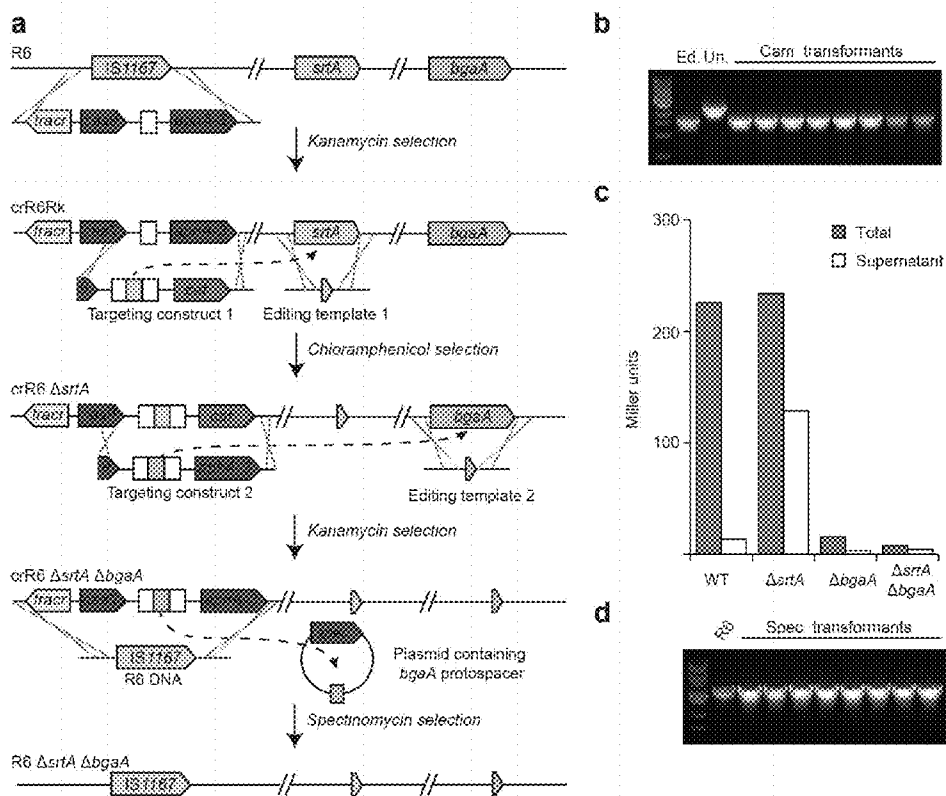 a
R6
IS1167
srtA
bgaA
tracr
Kanamycin selection
crR6Rk
tracr
srtA
bgaA
Targeting construct 1
Editing template 1
Chloramphenicol selection
crR6 ΔsrtA
tracr
bgaA
Targeting construct 2
Editing template 2
Kanamycin selection
crR6 ΔsrtA ΔbgaA
tracr
IS1167
R6 DNA
Plasmid containing
bgaA protospacer
Spectinomycin selection
R6 ΔsrtA ΔbgaA
IS1167
b
Ed. Un. Cam transformants
c
300
200
100
Miller units
Total
Supernatant
WT
ΔsrtA
ΔbgaA
ΔsrtA
ΔbgaA
d
R6 Spec transformants